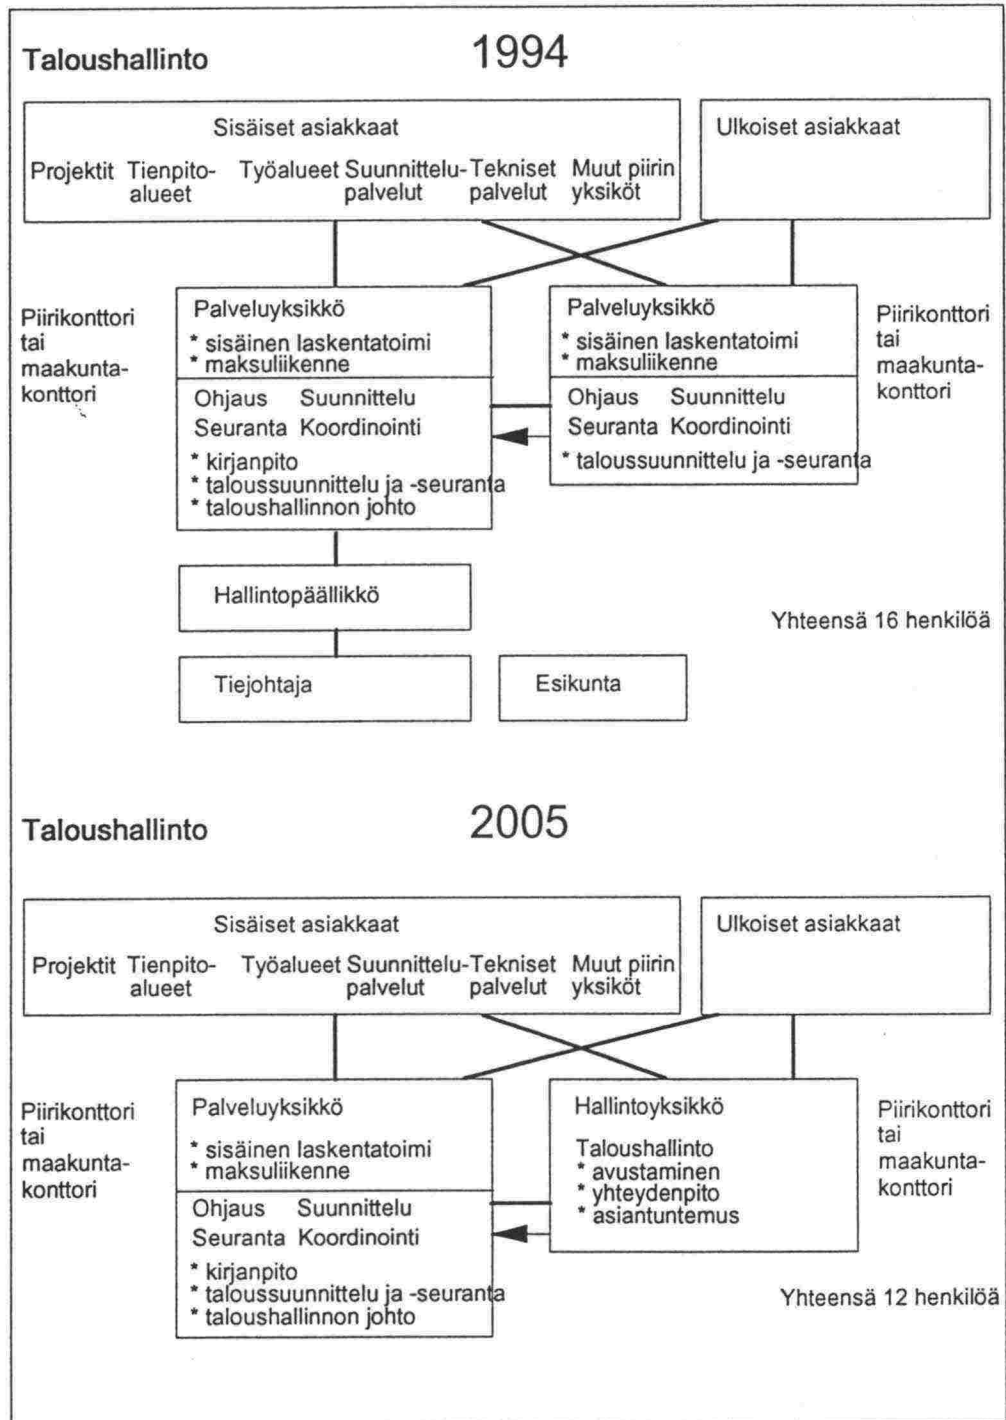 Taloushallinto 1994
Sisäiset asiakkaat
Projektit Tienpito- Työalueet Suunnittelu- Tekniset Muut piirin
alueet palvelut palvelut yksiköt
Ulkoiset asiakkaat
Piirikonttori
tai
maakunta-
konttori
Palveluyksikkö
* sisäinen laskentatoimi
* maksuliikenne
Ohjaus Suunnittelu
Seuranta Koordinointi
* kirjanpito
* taloussuunnittelu ja -seuranta
* taloushallinnon johto
Palveluyksikkö
* sisäinen laskentatoimi
* maksuliikenne
Ohjaus Suunnittelu
Seuranta Koordinointi
* taloussuunnittelu ja -seuranta
Piirikonttori
tai
maakunta-
konttori
Hallintopäällikkö
Yhteensä 16 henkilöä
Tiejohtaja
Esikunta
Taloushallinto 2005
Sisäiset asiakkaat
Projektit Tienpito- Työalueet Suunnittelu- Tekniset Muut piirin
alueet palvelut palvelut yksiköt
Ulkoiset asiakkaat
Piirikonttori
tai
maakunta-
konttori
Palveluyksikkö
* sisäinen laskentatoimi
* maksuliikenne
Ohjaus Suunnittelu
Seuranta Koordinointi
* kirjanpito
* taloussuunnittelu ja -seuranta
* taloushallinnon johto
Hallintoyksikkö
Taloushallinto
* avustaminen
* yhteydenpito
* asiantuntemus
Piirikonttori
tai
maakunta-
konttori
Yhteensä 12 henkilöä